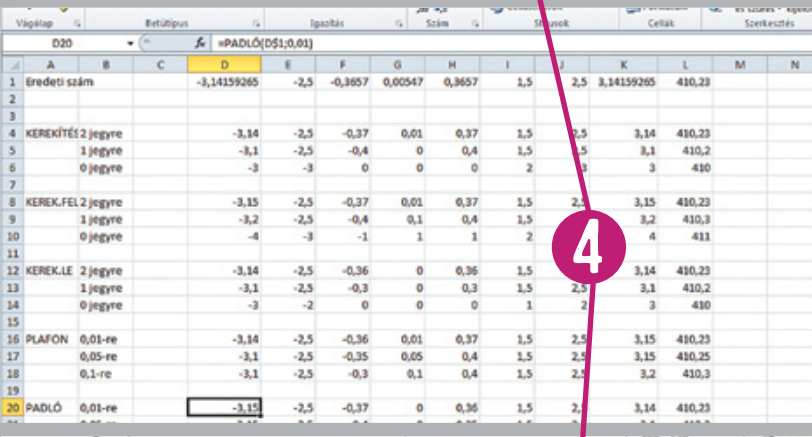 Vágólap Betűtípus Igazítás Szám Stílusok Cellák Szerkesztés
D20 fx =PADLÓ(D$1;0,01)
A B C D E F G H I J K L M N
1 Eredeti szám -3,14159265 -2,5 -0,3657 0,00547 0,3657 1,5 2,5 3,14159265 410,23
2
3
4 KEREKÍTÉS 2 jegyre -3,14 -2,5 -0,37 0,01 0,37 1,5 2,5 3,14 410,23
5 1 jegyre -3,1 -2,5 -0,4 0 0,4 1,5 2,5 3,1 410,2
6 0 jegyre -3 -3 0 0 0 2 3 3 410
7
8 KEREK.FEL 2 jegyre -3,15 -2,5 -0,37 0,01 0,37 1,5 2,5 3,15 410,23
9 1 jegyre -3,2 -2,5 -0,4 0,1 0,4 1,5 3,2 410,3
10 0 jegyre -4 -3 -1 1 1 2 4 411
4
11
12 KEREK.LE 2 jegyre -3,14 -2,5 -0,36 0 0,36 1,5 3,14 410,23
13 1 jegyre -3,1 -2,5 -0,3 0 0,3 1,5 2,5 3,1 410,2
14 0 jegyre -3 -2 0 0 0 1 2 3 410
15
16 PLAFON 0,01-re -3,14 -2,5 -0,36 0,01 0,37 1,5 2,5 3,15 410,23
17 0,05-re -3,1 -2,5 -0,35 0,05 0,4 1,5 2,5 3,15 410,25
18 0,1-re -3,1 -2,5 -0,3 0,1 0,4 1,5 2,5 3,2 410,3
19
20 PADLÓ 0,01-re -3,15 -2,5 -0,37 0 0,36 1,5 2,5 3,14 410,23